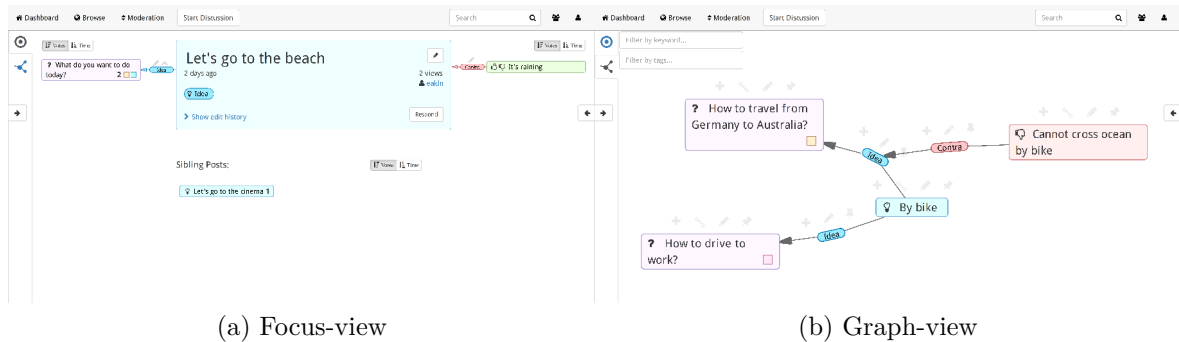 Dashboard Browse Moderation Start Discussion Search
Votes Time
? What do you want to do today?
2
Idea
Let's go to the beach
2 days ago
2 views
eakln
Idea
Show edit history
Respond
Votes Time
Contra
It's raining
Sibling Posts:
Votes Time
Let's go to the cinema 1
(a) Focus-view
Dashboard Browse Moderation Start Discussion Search
Filter by keyword...
Filter by tags...
? How to travel from
Germany to Australia?
Idea
Contra
Cannot cross ocean
by bike
By bike
Idea
? How to drive to
work?
(b) Graph-view